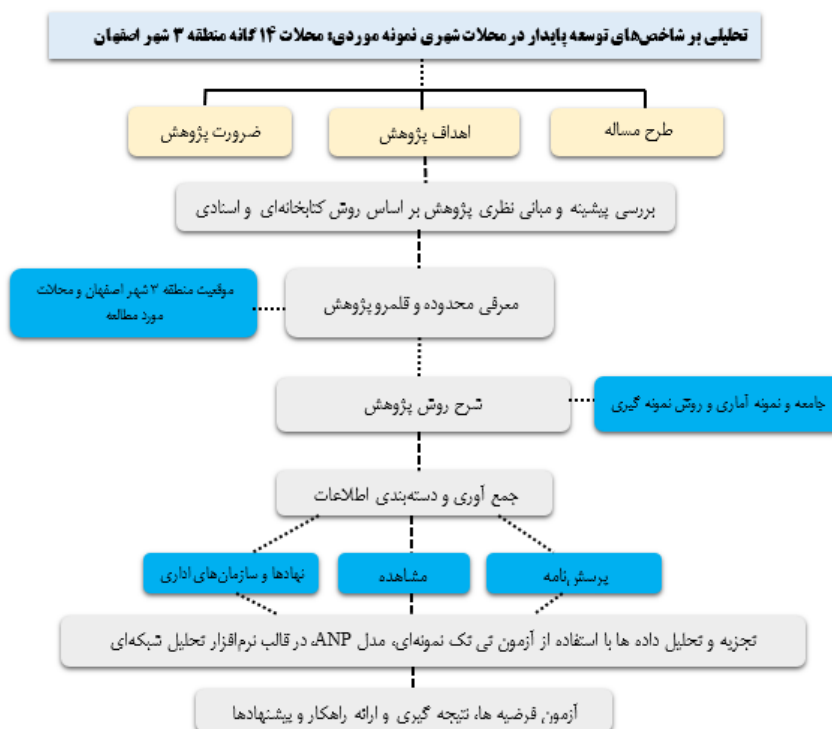 تحلیلی بر شاخص‌های توسعه پایدار در محلات شهری نمونه موردی؛ محلات ۱۴ گانه منطقه ۳ شهر اصفهان
طرح مساله
اهداف پژوهش
ضرورت پژوهش
بررسی پیشینه و مبانی نظری پژوهش بر اساس روش کتابخانه‌ای و اسنادی
معرفی محدوده و قلمرو پژوهش
موقعیت منطقه ۳ شهر اصفهان و محلات
مورد مطالعه
شرح روش پژوهش
جامعه و نمونه آماری و روش نمونه گیری
جمع آوری و دسته‌بندی اطلاعات
پرسش‌نامه
مشاهده
نهادها و سازمان‌های اداری
تجزیه و تحلیل داده ها با استفاده از آزمون تی تک نمونه‌ای، مدل ANP، در قالب نرم‌افزار تحلیل شبکه‌ای
آزمون فرضیه ها، نتیجه گیری و ارائه راهکار و پیشنهادها